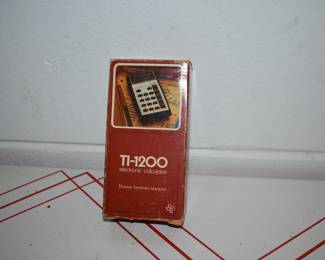 TI-1200
electronic calculator
TEXAS INSTRUMENTS